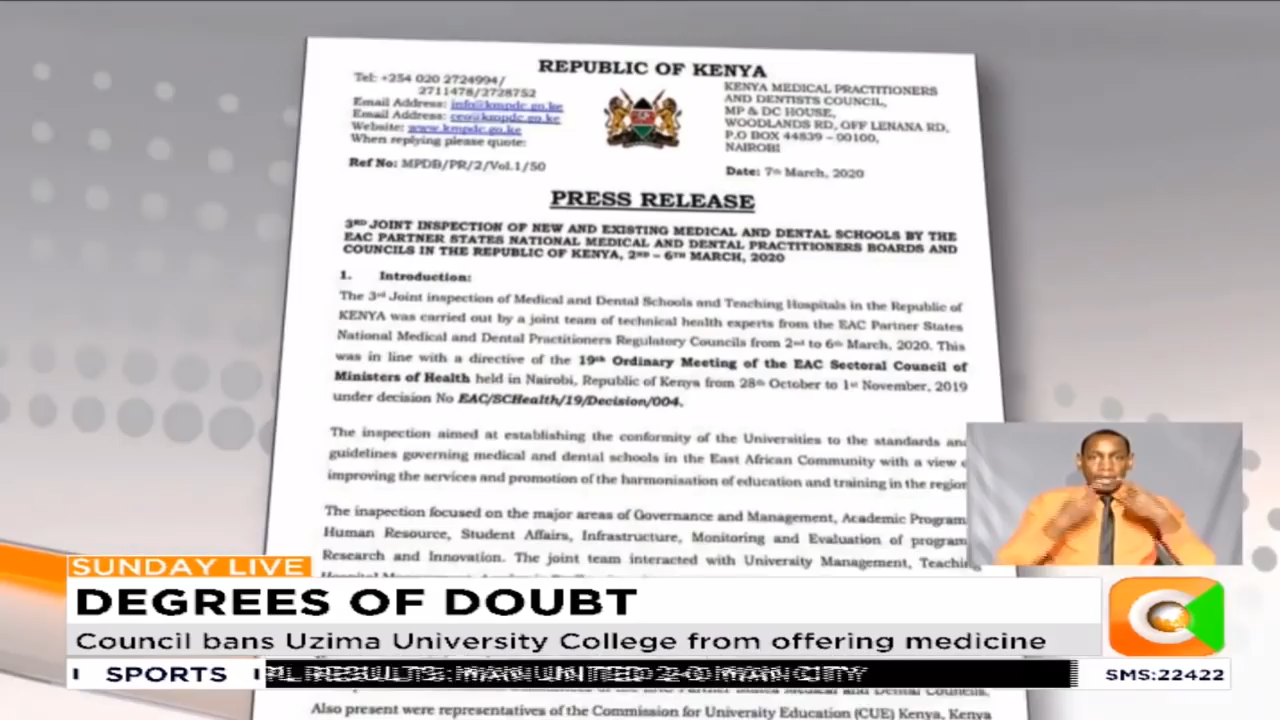 REPUBLIC OF KENYA
Tel: +254 020 2724994/
2711478/2728752
Email Address: info@kmpdc.go.ke
Email Address: ceo@kmpdc.go.ke
Website: www.kmpdc.go.ke
When replying please quote:
Ref No: MPDB/PR/2/Vol.1/50
KENYA MEDICAL PRACTITIONERS
AND DENTISTS COUNCIL,
MP & DC HOUSE,
WOODLANDS RD, OFF LENANA RD,
P.O BOX 44839 – 00100,
NAIROBI
Date: 7th March, 2020
PRESS RELEASE
3RD JOINT INSPECTION OF NEW AND EXISTING MEDICAL AND DENTAL SCHOOLS BY THE
EAC PARTNER STATES NATIONAL MEDICAL AND DENTAL PRACTITIONERS BOARDS AND
COUNCILS IN THE REPUBLIC OF KENYA, 2ND – 6TH MARCH, 2020
1. Introduction:
The 3rd Joint inspection of Medical and Dental Schools and Teaching Hospitals in the Republic of
KENYA was carried out by a joint team of technical health experts from the EAC Partner States
National Medical and Dental Practitioners Regulatory Councils from 2nd to 6th March, 2020. This
was in line with a directive of the 19th Ordinary Meeting of the EAC Sectoral Council of
Ministers of Health held in Nairobi, Republic of Kenya from 28th October to 1st November, 2019
under decision No EAC/SCHealth/19/Decision/004.
The inspection aimed at establishing the conformity of the Universities to the standards and
guidelines governing medical and dental schools in the East African Community with a view
improving the services and promotion of the harmonisation of education and training in the region
The inspection focused on the major areas of Governance and Management, Academic Program
Human Resource, Student Affairs, Infrastructure, Monitoring and Evaluation of program
Research and Innovation. The joint team interacted with University Management, Teaching
SUNDAY LIVE
DEGREES OF DOUBT
Council bans Uzima University College from offering medicine
SPORTS
PL RESULTS: MAN UNITED 2-0 MAN CITY
SMS:22422
Also present were representatives of the Commission for University Education (CUE) Kenya, Kenya